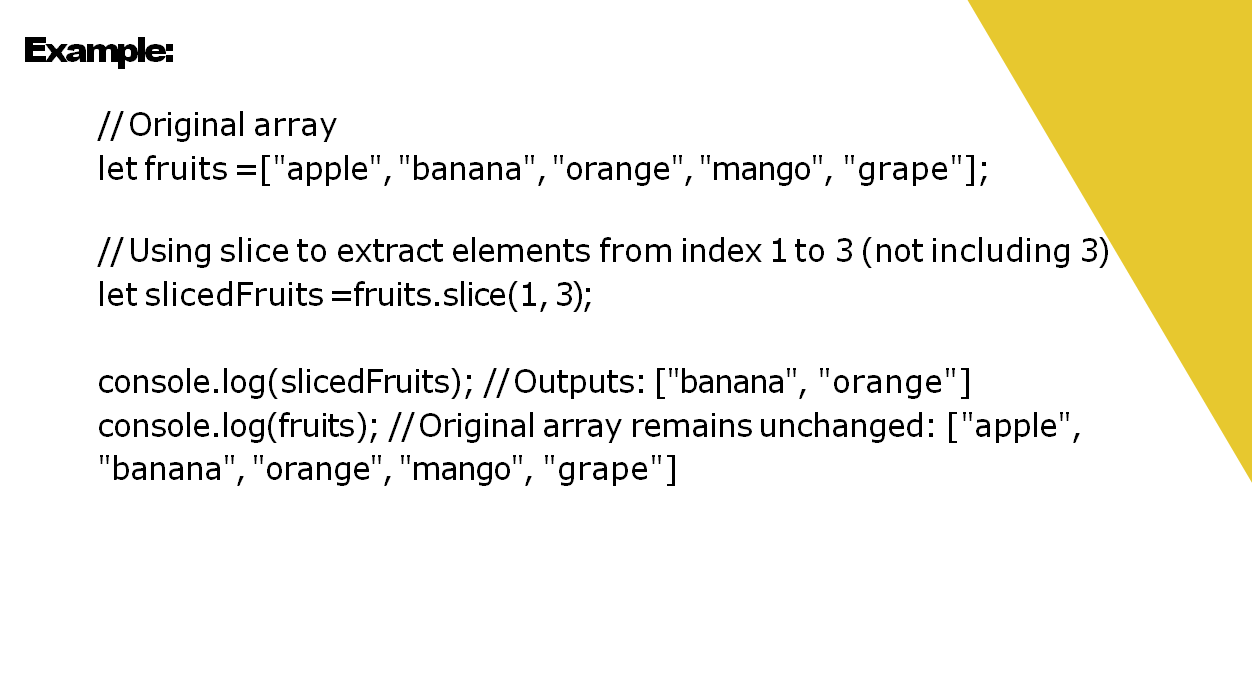 Example:
// Original array
let fruits = ["apple", "banana", "orange", "mango", "grape"];
// Using slice to extract elements from index 1 to 3 (not including 3)
let slicedFruits = fruits.slice(1, 3);
console.log(slicedFruits); // Outputs: ["banana", "orange"]
console.log(fruits); // Original array remains unchanged: ["apple",
"banana", "orange", "mango", "grape"]